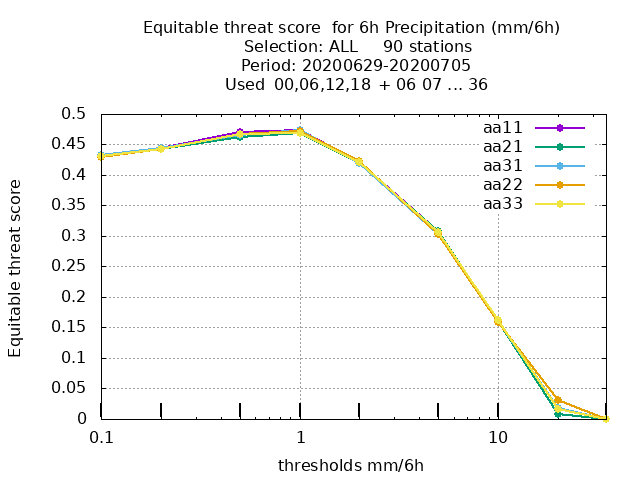 Equitable threat score  for 6h Precipitation (mm/6h)
Selection: ALL     90 stations
Period: 20200629-20200705
Used  00,06,12,18 + 06 07 ... 36
Equitable threat score
0.5
0.45
0.4
0.35
0.3
0.25
0.2
0.15
0.1
0.05
0
aa11
aa21
aa31
aa22
aa33
0.1 1 10
thresholds mm/6h